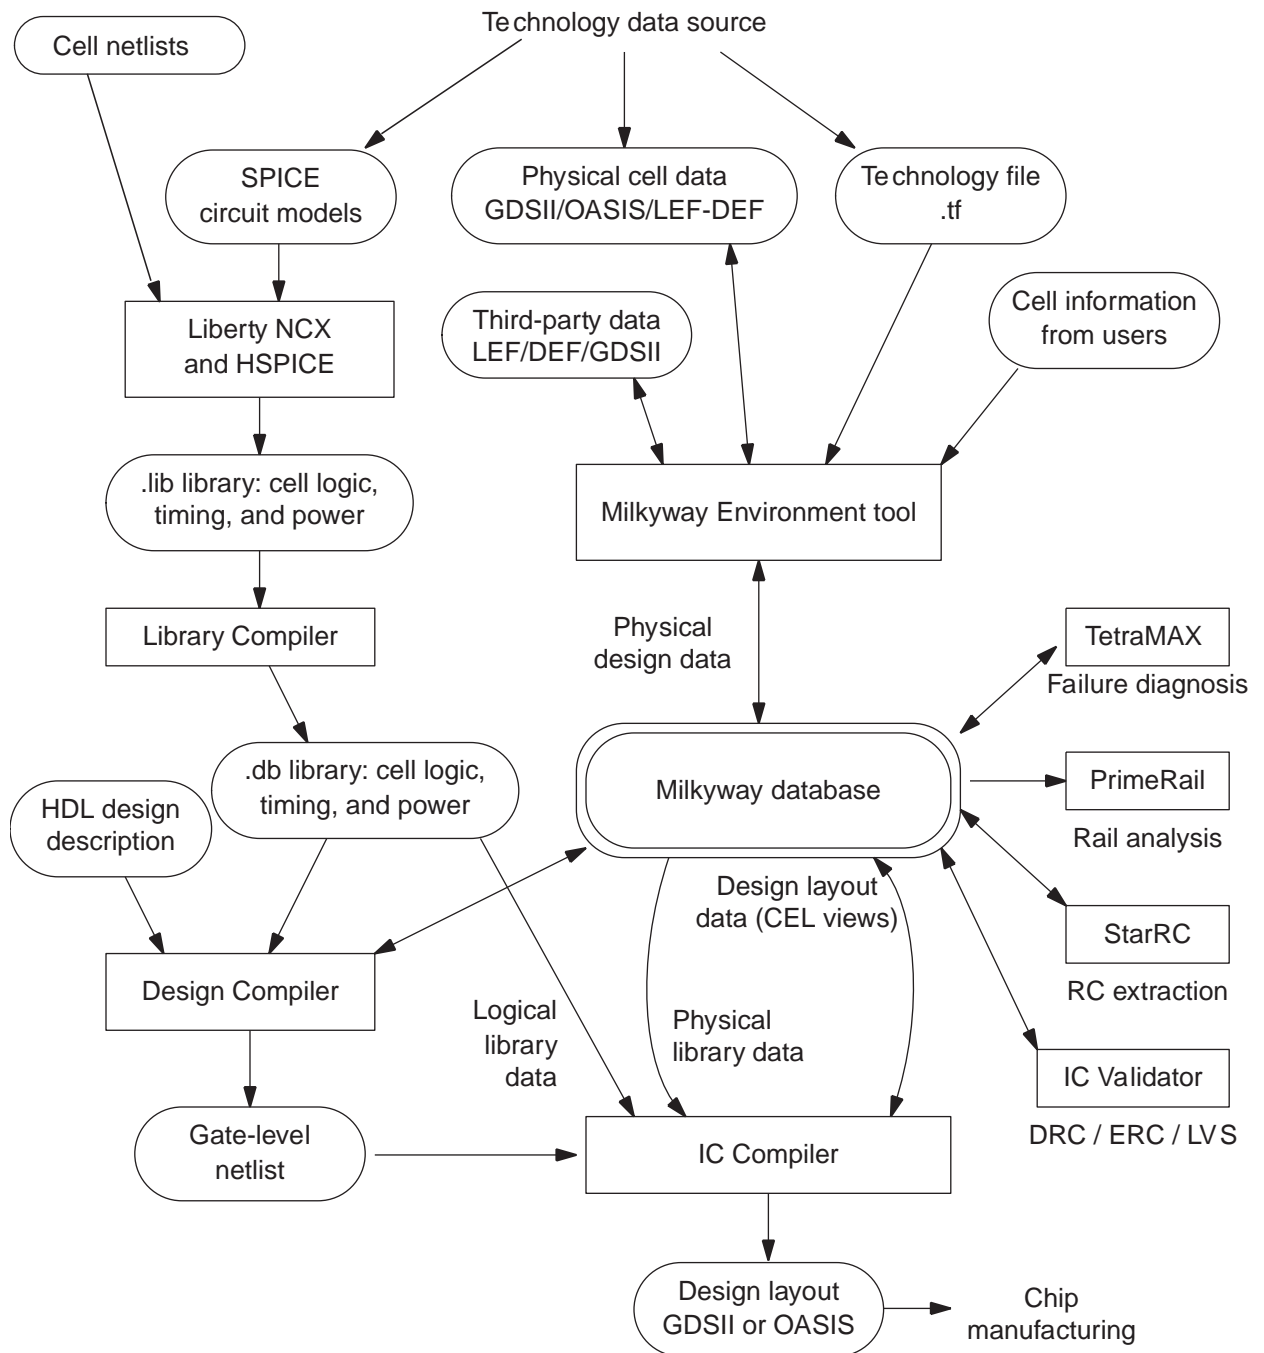 Technology data source
Cell netlists
SPICE
circuit models
Physical cell data
GDSII/OASIS/LEF-DEF
Technology file
.tf
Cell information
from users
Third-party data
LEF/DEF/GDSII
Liberty NCX
and HSPICE
.lib library: cell logic,
timing, and power
Milkyway Environment tool
Library Compiler
Physical
design data
TetraMAX
Failure diagnosis
.db library: cell logic,
timing, and power
HDL design
description
Milkyway database
PrimeRail
Rail analysis
Design layout
data (CEL views)
StarRC
RC extraction
Design Compiler
Logical
library
data
Physical
library data
IC Validator
DRC / ERC / LVS
Gate-level
netlist
IC Compiler
Design layout
GDSII or OASIS
Chip
manufacturing